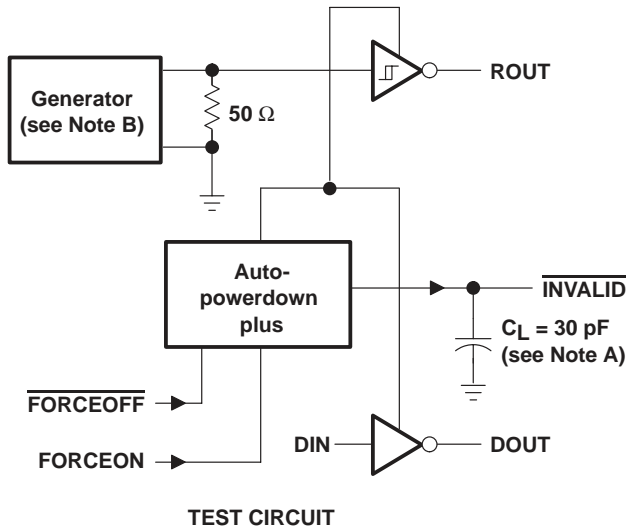 ROUT
Generator
(see Note B)
50 Ω
Auto-
powerdown
plus
INVALID
CL = 30 pF
(see Note A)
FORCEOFF
FORCEON
DIN
DOUT
TEST CIRCUIT